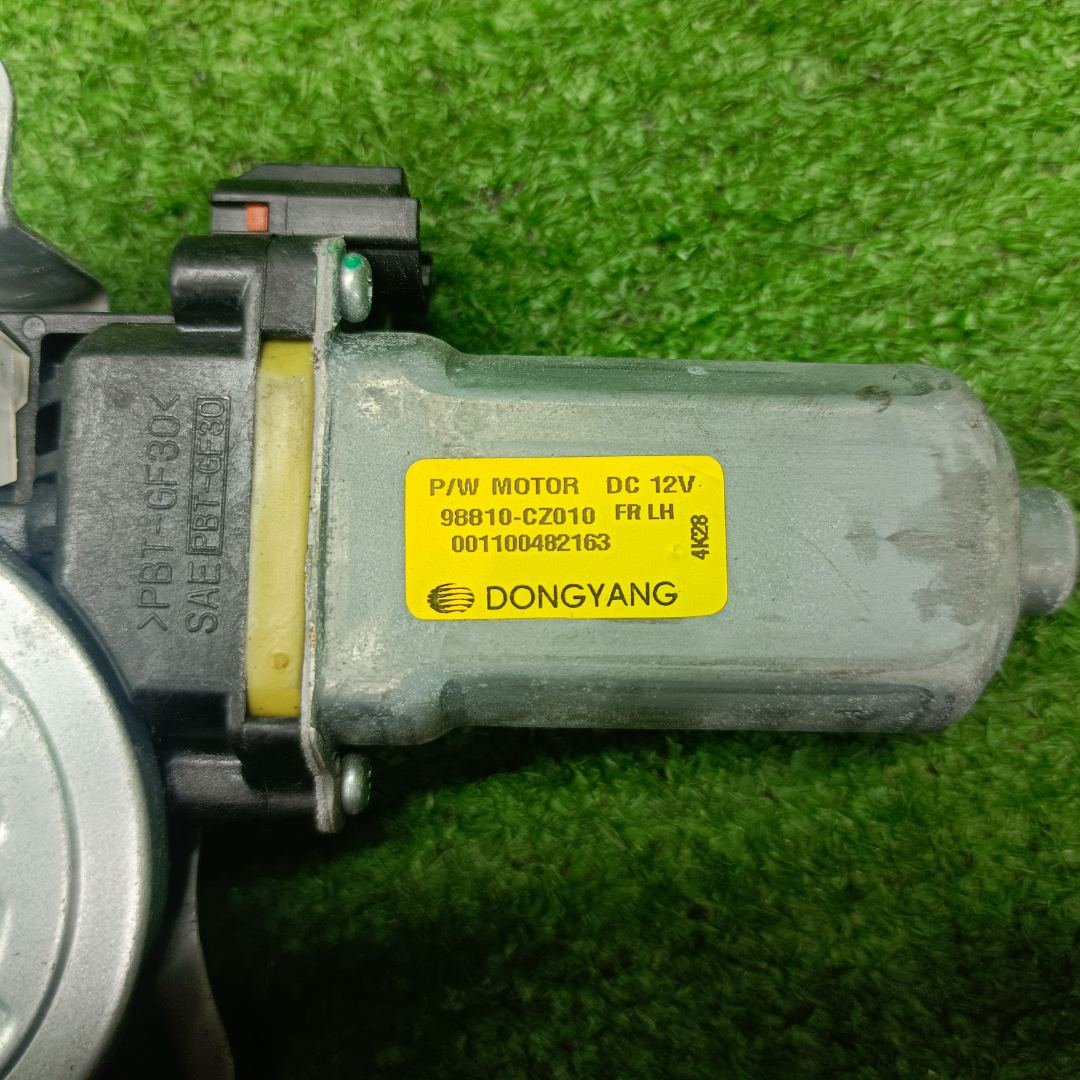 >PBT-GF30<
SAE PBT-GF30
P/W MOTOR DC 12V
98810-CZ010 FR LH
001100482163
4K28
DONGYANG